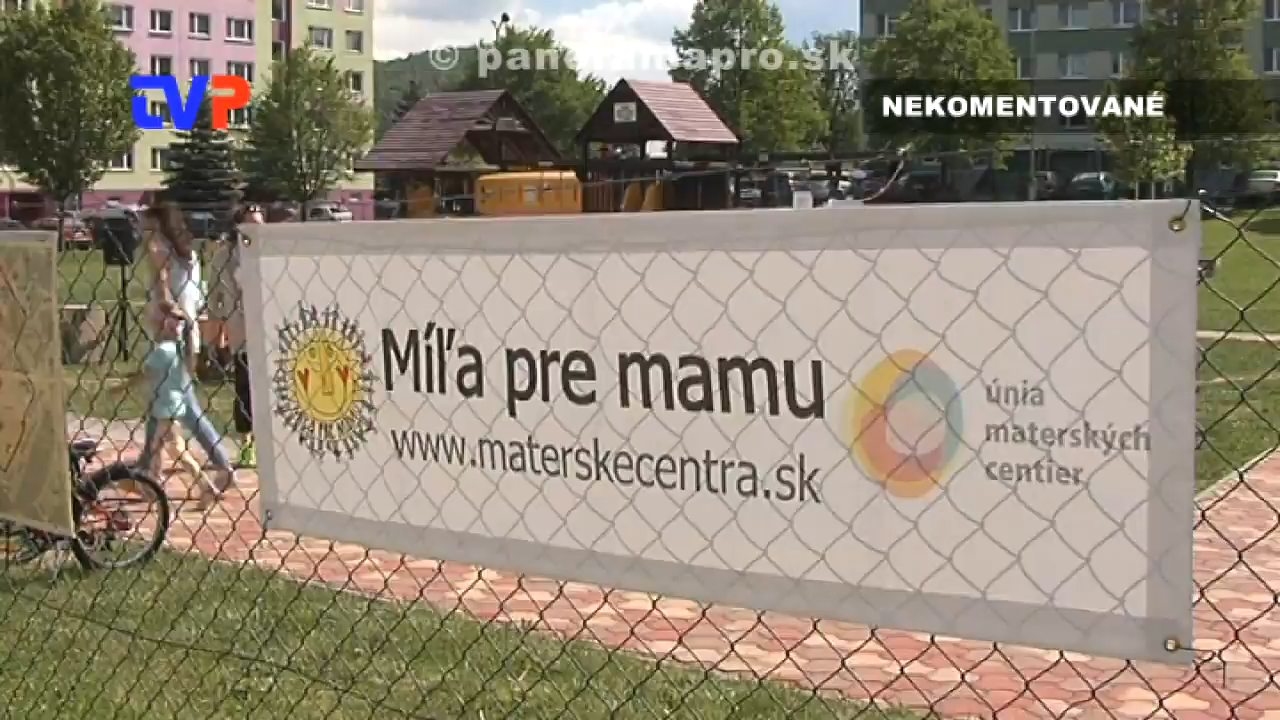 © panoramapro.sk
TVP
NEKOMENTOVANÉ
Míľa pre mamu
www.materskecentra.sk
únia
materských
centier